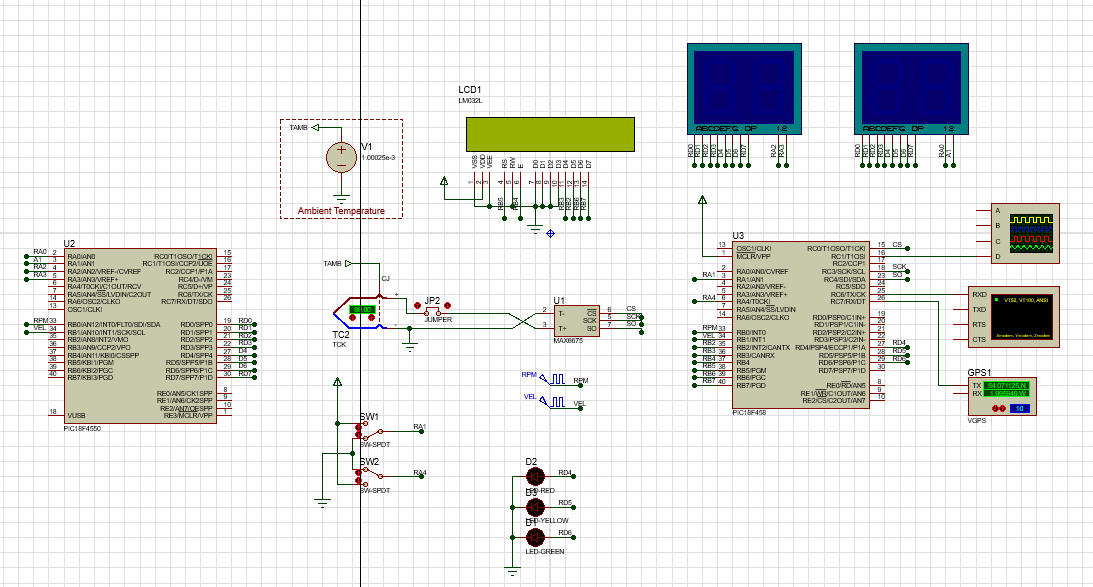 LCD1
LM032L
TAMB
V1
1.00025e-3
Ambient Temperature
VSS
VDD
VEE
RS
RW
E
D0
D1
D2
D3
D4
D5
D6
D7
1
2
3
4
5
6
7
8
9
10
11
12
13
14
RB5
RB4
RB2
RB6
RB7
ABCDEFG DP 12
ABCDEFG DP 12
RD0
RD1
RD2
RD3
D4
D5
D6
RD7
RA2
RA3
RD0
RD1
RD2
RD3
D4
D5
D6
RD7
RA0
A1
U2
RA0 2 RA0/AN0
A1 3 RA1/AN1
RA2 4 RA2/AN2/VREF-/CVREF
RA3 5 RA3/AN3/VREF+
6 RA4/T0CKI/C1OUT/RCV
7 RA5/AN4/SS/LVDIN/C2OUT
14 RA6/OSC2/CLKO
13 OSC1/CLKI
RPM 33 RB0/AN12/INT0/FLT0/SDI/SDA
VEL 34 RB1/AN10/INT1/SCK/SCL
35 RB2/AN8/INT2/VMO
36 RB3/AN9/CCP2/VPO
37 RB4/AN11/KBI0/CSSPP
38 RB5/KBI1/PGM
39 RB6/KBI2/PGC
40 RB7/KBI3/PGD
18 VUSB
RC0/T1OSO/T1CKI 15
RC1/T1OSI/CCP2/UOE 16
RC2/CCP1/P1A 17
RC4/D-/VM 23
RC5/D+/VP 24
RC6/TX/CK 25
RC7/RX/DT/SDO 26
RD0/SPP0 19 RD0
RD1/SPP1 20 RD1
RD2/SPP2 21 RD2
RD3/SPP3 22 RD3
RD4/SPP4 27 D4
RD5/SPP5/P1B 28 D5
RD6/SPP6/P1C 29 D6
RD7/SPP7/P1D 30 RD7
RE0/AN5/CK1SPP 8
RE1/AN6/CK2SPP 9
RE2/AN7/OESPP 10
RE3/MCLR/VPP 1
PIC18F4550
TAMB
CJ
+
-
TC2
TCK
JP2
JUMPER
U1
2 T-
3 T+
CS 6 CS
SCK 5 SCK
SO 7 SO
MAX6675
RPM
RPM
VEL
VEL
SW1
RA1
SW-SPDT
SW2
RA4
SW-SPDT
D2
RD4
LED-RED
D3
RD5
LED-YELLOW
D1
RD6
LED-GREEN
U3
13 OSC1/CLKI
1 MCLR/VPP
2 RA0/AN0/CVREF
RA1 3 RA1/AN1
4 RA2/AN2/VREF-
5 RA3/AN3/VREF+
RA4 6 RA4/T0CKI
7 RA5/AN4/SS/LVDIN
14 RA6/OSC2/CLKO
RPM 33 RB0/INT0
VEL 34 RB1/INT1
RB2 35 RB2/INT2/CANTX
RB3 36 RB3/CANRX
RB4 37 RB4
RB5 38 RB5/PGM
RB6 39 RB6/PGC
RB7 40 RB7/PGD
RC0/T1OSO/T1CKI 15 CS
RC1/T1OSI 16
RC2/CCP1 17
RC3/SCK/SCL 18 SCK
RC4/SDI/SDA 23 SO
RC5/SDO 24
RC6/TX/CK 25
RC7/RX/DT 26
RD0/PSP0/C1IN+ 19
RD1/PSP1/C1IN- 20
RD2/PSP2/C2IN+ 21
RD3/PSP3/C2IN- 22
RD4/PSP4/ECCP1/P1A 27 RD4
RD5/PSP5/P1B 28 RD5
RD6/PSP6/P1C 29 RD6
RD7/PSP7/P1D 30
RE0/RD/AN5 8
RE1/WR/C1OUT/AN6 9
RE2/CS/C2OUT/AN7 10
PIC18F458
A
B
C
D
RXD
TXD
RTS
CTS
VT52, VT100, ANSI
GPS1
TX
RX
10
VGPS